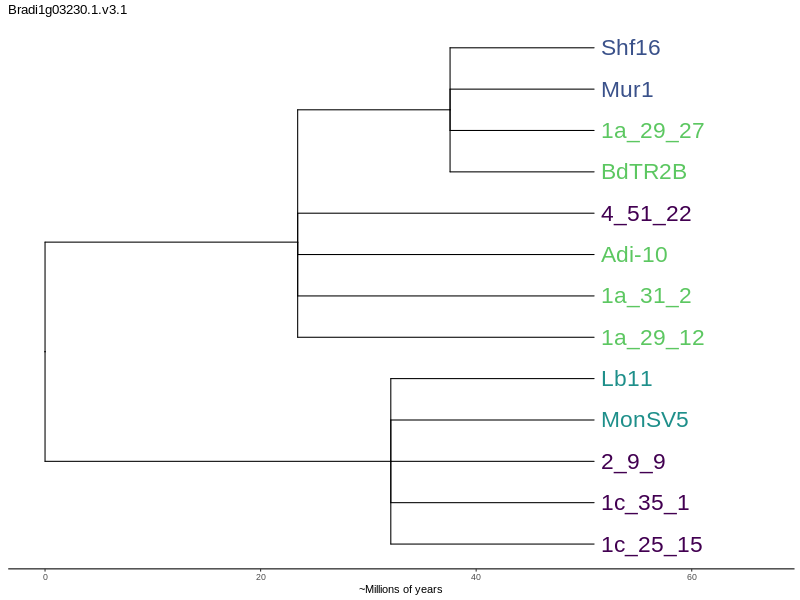 Bradi1g03230.1.v3.1
Shf16
Mur1
1a_29_27
BdTR2B
4_51_22
Adi-10
1a_31_2
1a_29_12
Lb11
MonSV5
2_9_9
1c_35_1
1c_25_15
0 20 40 60
~Millions of years